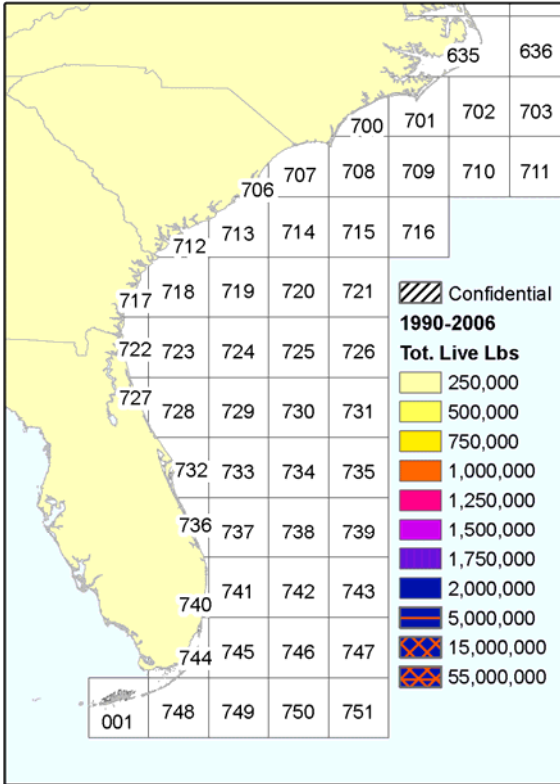 635 636
700 701 702 703
706 707 708 709 710 711
712 713 714 715 716
717 718 719 720 721
722 723 724 725 726
727 728 729 730 731
732 733 734 735
736 737 738 739
740 741 742 743
744 745 746 747
001 748 749 750 751
Confidential
1990-2006
Tot. Live Lbs
250,000
500,000
750,000
1,000,000
1,250,000
1,500,000
1,750,000
2,000,000
5,000,000
15,000,000
55,000,000